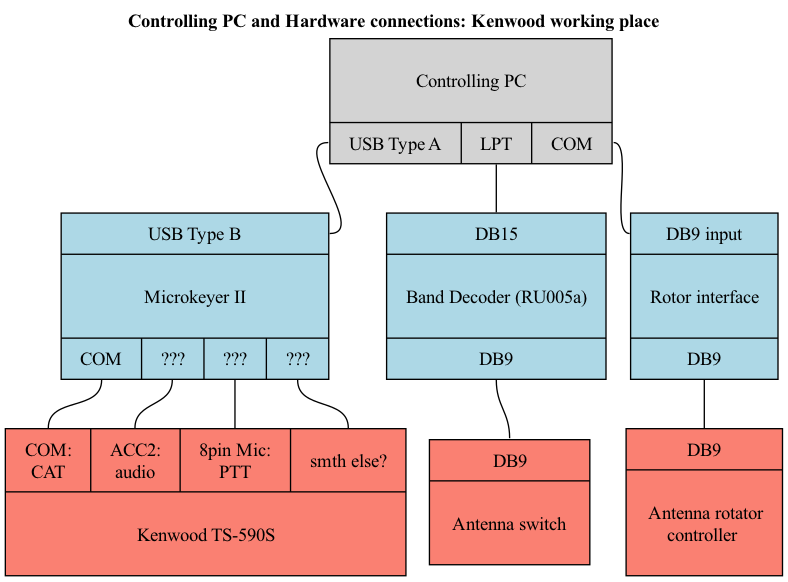 Controlling PC and Hardware connections: Kenwood working place
Controlling PC
USB Type A
LPT
COM
USB Type B
DB15
DB9 input
Microkeyer II
Band Decoder (RU005a)
Rotor interface
COM
???
???
???
DB9
DB9
COM:
CAT
ACC2:
audio
8pin Mic:
PTT
smth else?
DB9
DB9
Kenwood TS-590S
Antenna switch
Antenna rotator
controller